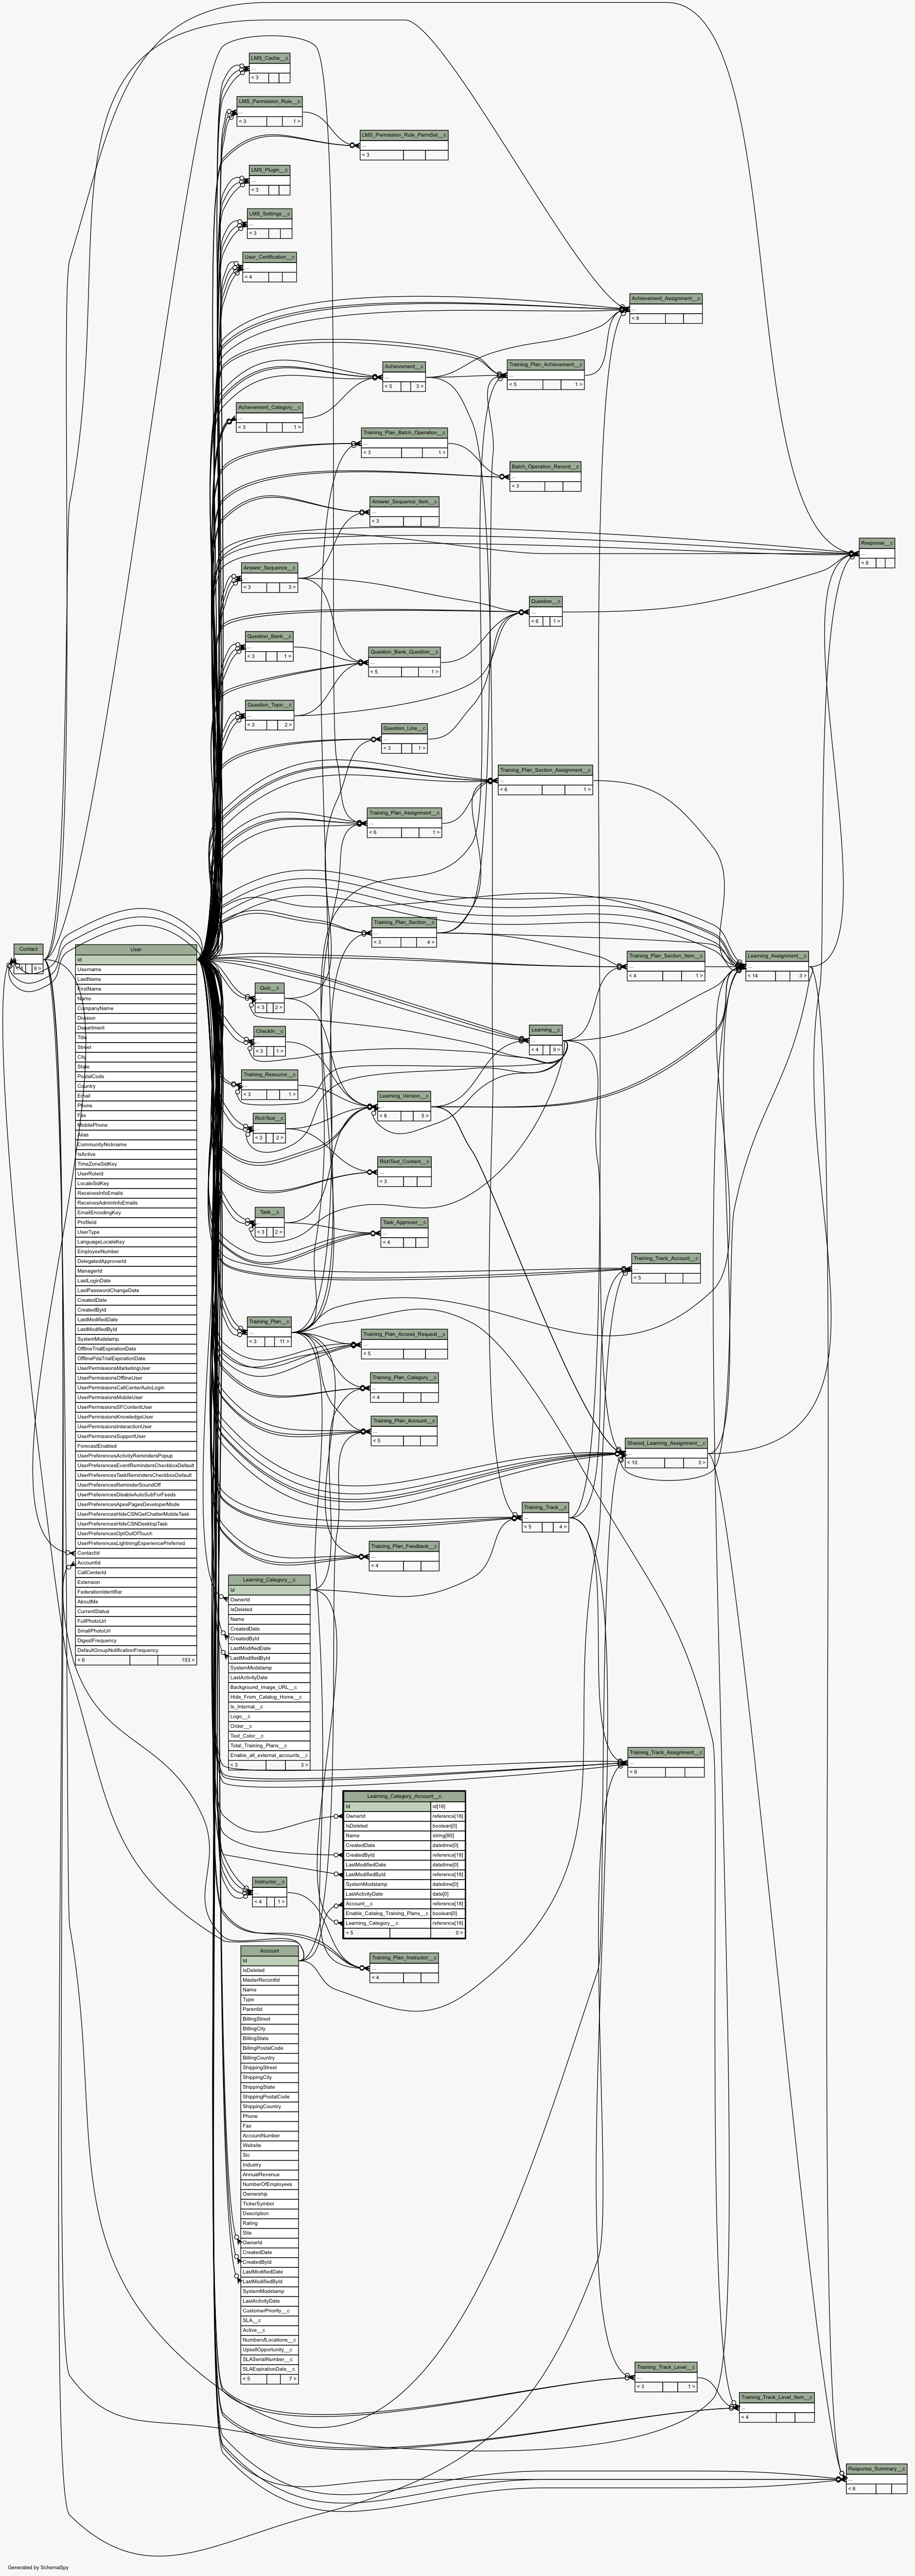 LMS_Cache__c
...
< 3
LMS_Permission_Rule__c
...
< 3 1 >
LMS_Permission_Rule_PermSet__c
...
< 3
LMS_Plugin__c
...
< 3
LMS_Settings__c
...
< 3
User_Certification__c
...
< 4
Achievement_Assignment__c
...
< 8
Achievement__c
...
< 5 3 >
Training_Plan_Achievement__c
...
< 5 1 >
Achievement_Category__c
...
< 3 1 >
Training_Plan_Batch_Operation__c
...
< 3 1 >
Batch_Operation_Record__c
...
< 3
Answer_Sequence_Item__c
...
< 3
Response__c
...
< 8
Answer_Sequence__c
...
< 3 3 >
Question__c
...
< 6 1 >
Question_Bank__c
...
< 3 1 >
Question_Bank_Question__c
...
< 5 1 >
Question_Topic__c
...
< 3 2 >
Question_Line__c
...
< 3 1 >
Training_Plan_Section_Assignment__c
...
< 6 1 >
Training_Plan_Assignment__c
...
< 6 1 >
Training_Plan_Section__c
...
< 3 4 >
Contact
9 >
Training_Plan_Section_Item__c
...
< 4 1 >
Learning_Assignment__c
...
< 14 3 >
User
Id
Username
LastName
FirstName
Name
CompanyName
Division
Department
Title
Street
City
State
PostalCode
Country
Email
Phone
Fax
MobilePhone
Alias
CommunityNickname
IsActive
TimeZoneSidKey
UserRoleId
LocaleSidKey
ReceivesInfoEmails
ReceivesAdminInfoEmails
EmailEncodingKey
ProfileId
UserType
LanguageLocaleKey
EmployeeNumber
DelegatedApproverId
ManagerId
LastLoginDate
LastPasswordChangeDate
CreatedDate
CreatedById
LastModifiedDate
LastModifiedById
SystemModstamp
OfflineTrialExpirationDate
OfflinePdaTrialExpirationDate
UserPermissionsMarketingUser
UserPermissionsOfflineUser
UserPermissionsCallCenterAutoLogin
UserPermissionsMobileUser
UserPermissionsSFContentUser
UserPermissionsKnowledgeUser
UserPermissionsInteractionUser
UserPermissionsSupportUser
ForecastEnabled
UserPreferencesActivityRemindersPopup
UserPreferencesEventRemindersCheckboxDefault
UserPreferencesTaskRemindersCheckboxDefault
UserPreferencesReminderSoundOff
UserPreferencesDisableAutoSubForFeeds
UserPreferencesApexPagesDeveloperMode
UserPreferencesHideCSNGetChatterMobileTask
UserPreferencesHideCSNDesktopTask
UserPreferencesOptOutOfTouch
UserPreferencesLightningExperiencePreferred
ContactId
AccountId
CallCenterId
Extension
FederationIdentifier
AboutMe
CurrentStatus
FullPhotoUrl
SmallPhotoUrl
DigestFrequency
DefaultGroupNotificationFrequency
< 6 153 >
Quiz__c
...
< 3 2 >
CheckIn__c
...
< 3 1 >
Learning__c
...
< 4 9 >
Training_Resource__c
...
< 3 1 >
Learning_Version__c
...
< 8 5 >
RichText__c
...
< 3 2 >
RichText_Content__c
...
< 3
Task__c
...
< 3 2 >
Task_Approver__c
...
< 4
Training_Track_Account__c
...
< 5
Training_Plan__c
...
< 3 11 >
Training_Plan_Access_Request__c
...
< 5
Training_Plan_Category__c
...
< 4
Training_Plan_Account__c
...
< 5
Shared_Learning_Assignment__c
...
< 10 3 >
Training_Track__c
...
< 5 4 >
Training_Plan_Feedback__c
...
< 4
Learning_Category__c
Id
OwnerId
IsDeleted
Name
CreatedDate
CreatedById
LastModifiedDate
LastModifiedById
SystemModstamp
LastActivityDate
Background_Image_URL__c
Hide_From_Catalog_Home__c
Is_Internal__c
Logo__c
Order__c
Text_Color__c
Total_Training_Plans__c
Enable_all_external_accounts__c
< 3 3 >
Training_Track_Assignment__c
...
< 6
Learning_Category_Account__c
Id id[18]
OwnerId reference[18]
IsDeleted boolean[0]
Name string[80]
CreatedDate datetime[0]
CreatedById reference[18]
LastModifiedDate datetime[0]
LastModifiedById reference[18]
SystemModstamp datetime[0]
LastActivityDate date[0]
Account__c reference[18]
Enable_Catalog_Training_Plans__c boolean[0]
Learning_Category__c reference[18]
< 5 0 >
Instructor__c
...
< 4 1 >
Training_Plan_Instructor__c
...
< 4
Account
Id
IsDeleted
MasterRecordId
Name
Type
ParentId
BillingStreet
BillingCity
BillingState
BillingPostalCode
BillingCountry
ShippingStreet
ShippingCity
ShippingState
ShippingPostalCode
ShippingCountry
Phone
Fax
AccountNumber
Website
Sic
Industry
AnnualRevenue
NumberOfEmployees
Ownership
TickerSymbol
Description
Rating
Site
OwnerId
CreatedDate
CreatedById
LastModifiedDate
LastModifiedById
SystemModstamp
LastActivityDate
CustomerPriority__c
SLA__c
Active__c
NumberofLocations__c
UpsellOpportunity__c
SLASerialNumber__c
SLAExpirationDate__c
< 5 7 >
Training_Track_Level__c
...
< 3 1 >
Training_Track_Level_Item__c
...
< 4
Response_Summary__c
...
< 6
Generated by SchemaSpy